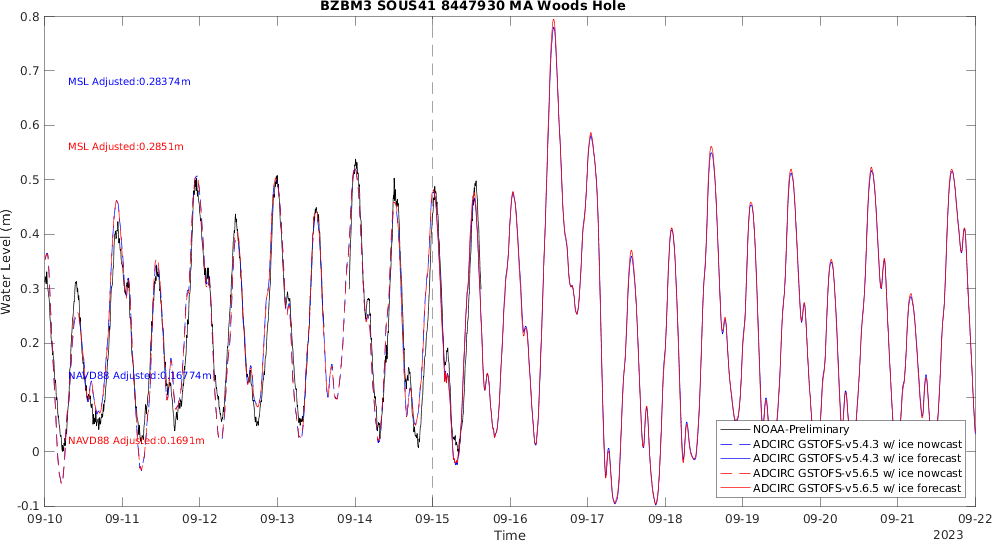 BZBM3 SOUS41 8447930 MA Woods Hole
0.8
0.7
0.6
0.5
0.4
0.3
0.2
0.1
0
-0.1
Water Level (m)
MSL Adjusted:0.28374m
MSL Adjusted:0.2851m
NAVD88 Adjusted:0.16774m
NAVD88 Adjusted:0.1691m
NOAA-Preliminary
ADCIRC GSTOFS-v5.4.3 w/ ice nowcast
ADCIRC GSTOFS-v5.4.3 w/ ice forecast
ADCIRC GSTOFS-v5.6.5 w/ ice nowcast
ADCIRC GSTOFS-v5.6.5 w/ ice forecast
09-10 09-11 09-12 09-13 09-14 09-15 09-16 09-17 09-18 09-19 09-20 09-21 09-22
Time
2023